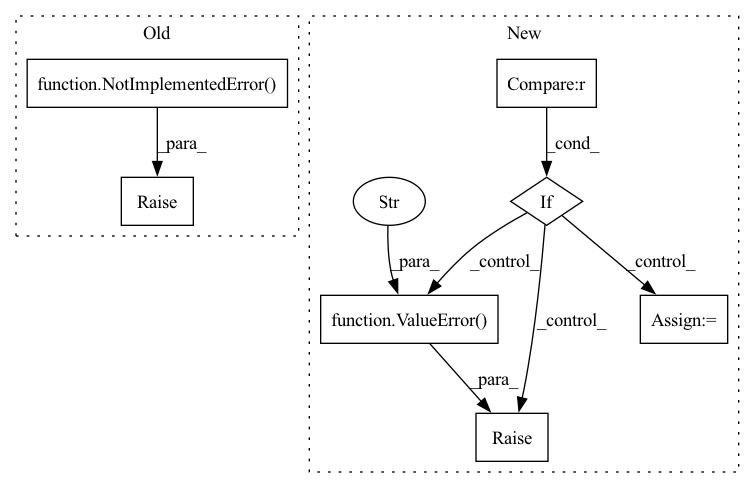 Old
New
function.NotImplementedError()
Compare:r
_para_
_cond_
Raise
Str
If
_para_
_control_
_control_
function.ValueError()
_control_
Assign:=
_para_
Raise